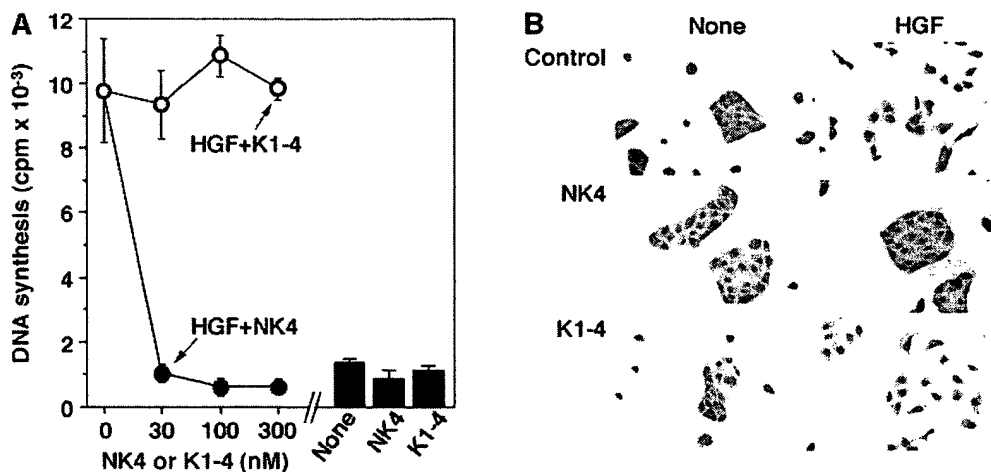 A
DNA synthesis (cpm x 10⁻³)
12
10
8
6
4
2
0
HGF+K1-4
HGF+NK4
0 30 100 300
NK4 or K1-4 (nM)
None
NK4
K1-4
B
None HGF
Control
NK4
K1-4